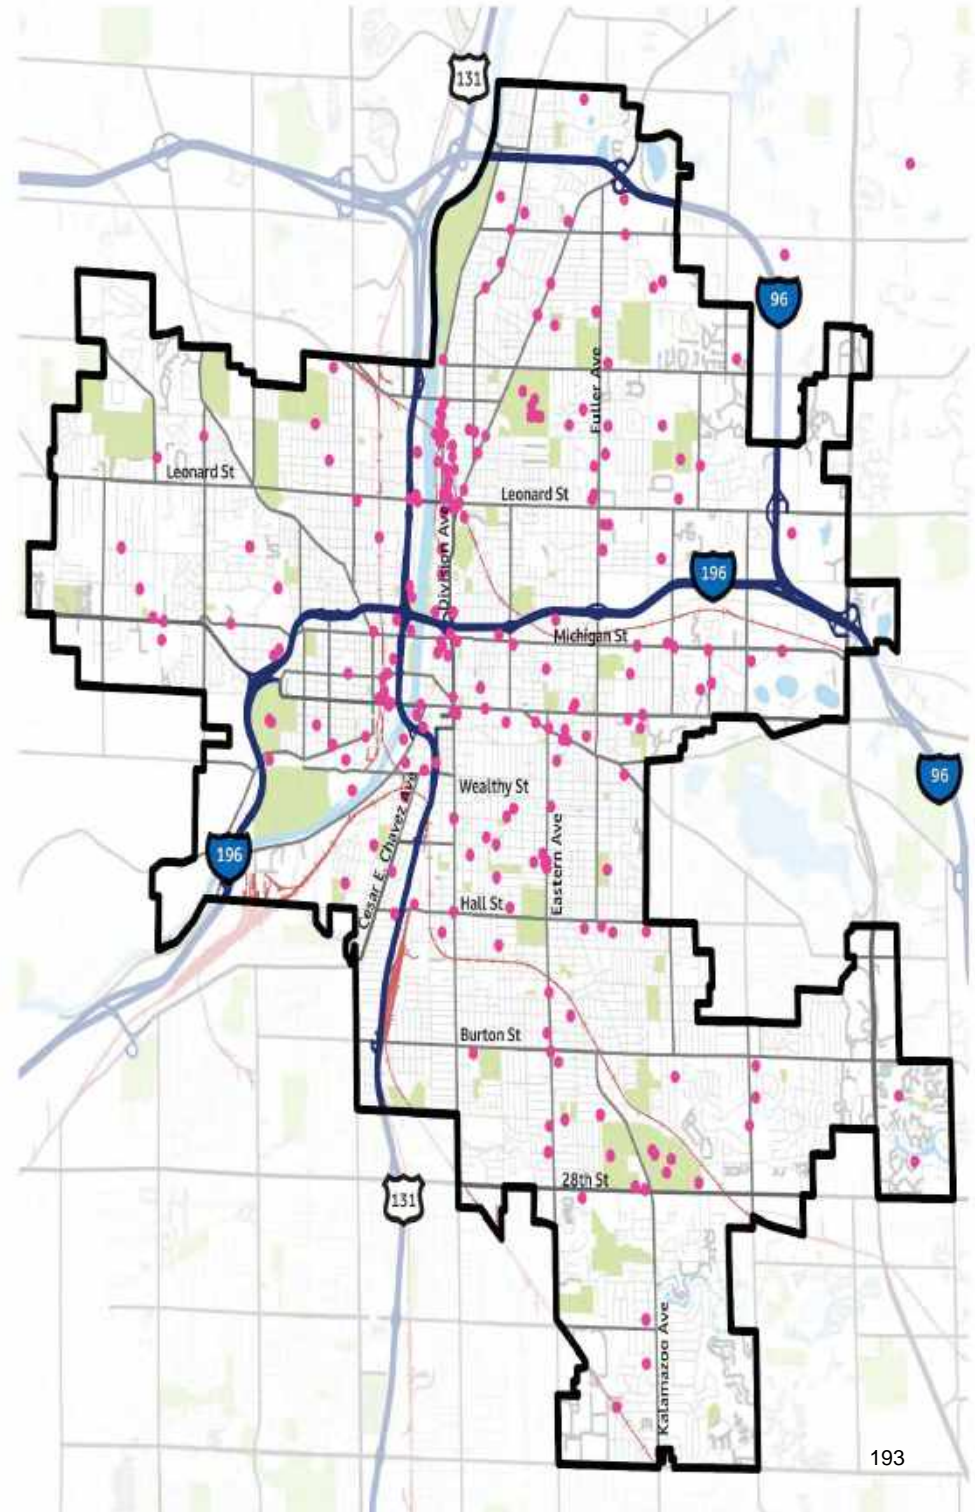 131
96
Fuller Ave
Leonard St
Leonard St
Division Ave
196
Michigan St
96
Wealthy St
Cesar E. Chavez Ave
Eastern Ave
196
Hall St
Burton St
28th St
131
Kalamazoo Ave
193